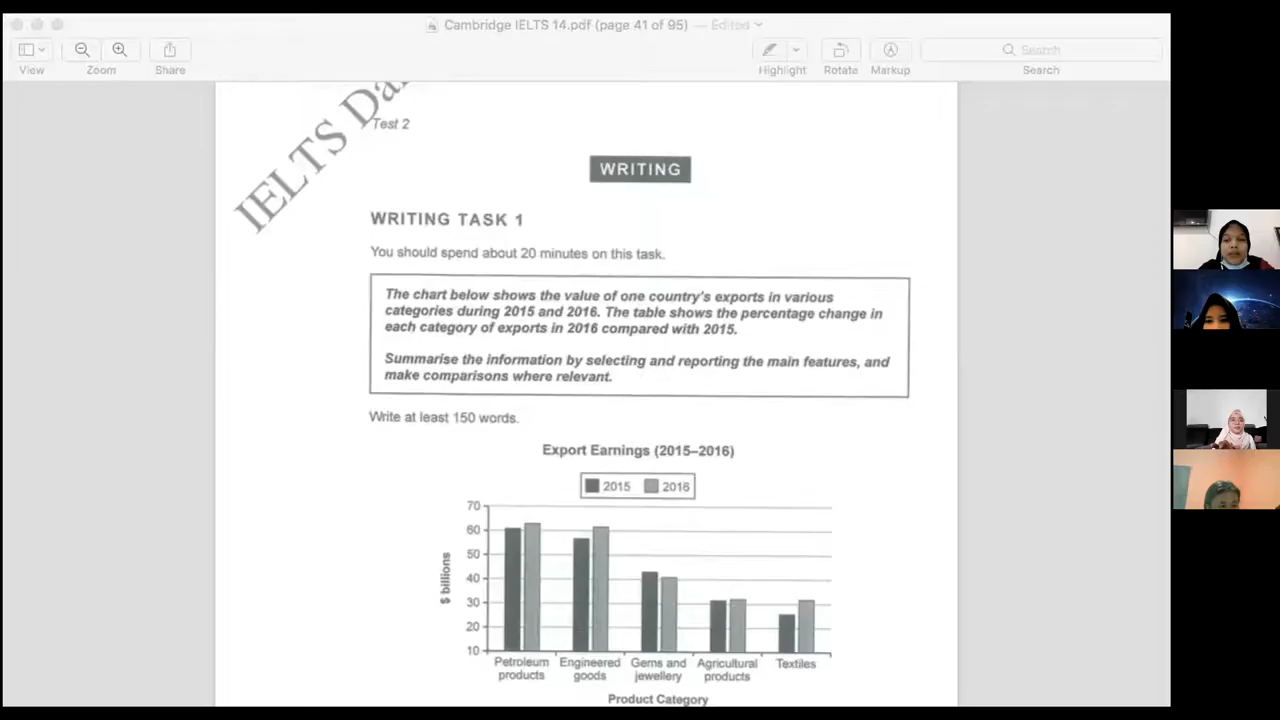 Cambridge IELTS 14.pdf (page 41 of 95) — Edited
View
Zoom
Share
Highlight
Rotate
Markup
Search
Search
IELTS
Test 2
WRITING
WRITING TASK 1
You should spend about 20 minutes on this task.
The chart below shows the value of one country's exports in various
categories during 2015 and 2016. The table shows the percentage change in
each category of exports in 2016 compared with 2015.
Summarise the information by selecting and reporting the main features, and
make comparisons where relevant.
Write at least 150 words.
Export Earnings (2015–2016)
2015 2016
70
60
50
40
30
20
10
$ billions
Petroleum products
Engineered goods
Gems and jewellery
Agricultural products
Textiles
Product Category